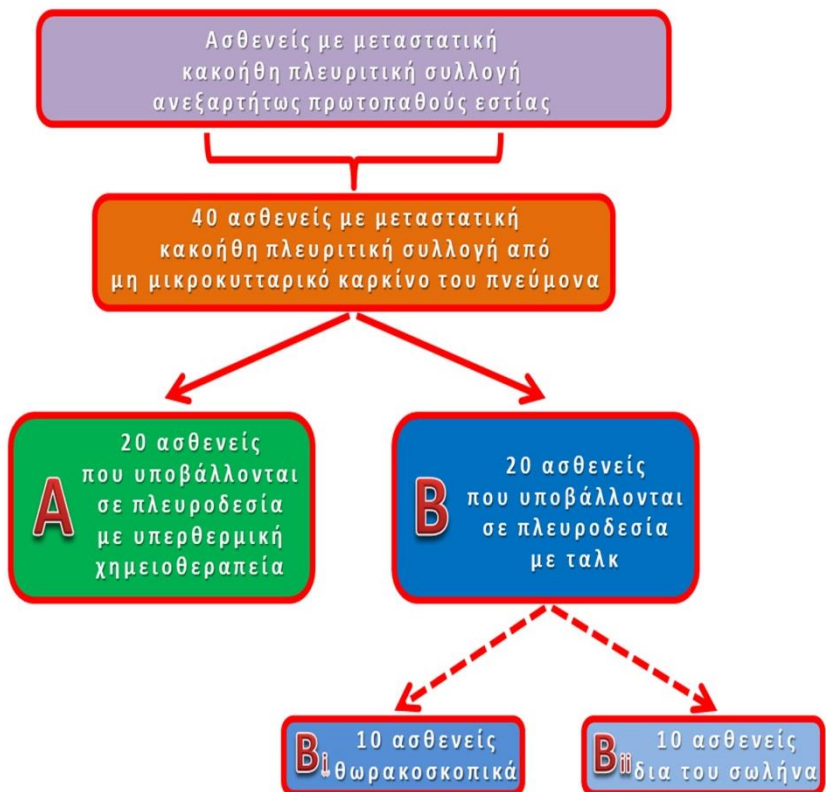 Ασθενείς με μεταστατική
κακοήθη πλευριτική συλλογή
ανεξαρτήτως πρωτοπαθούς εστίας
40 ασθενείς με μεταστατική
κακοήθη πλευριτική συλλογή από
μη μικροκυτταρικό καρκίνο του πνεύμονα
A
20 ασθενείς
που υποβάλλονται
σε πλευροδεσία
με υπερθερμική
χημειοθεραπεία
B
20 ασθενείς
που υποβάλλονται
σε πλευροδεσία
με ταλκ
Bi
10 ασθενείς
θωρακοσκοπικά
Bii
10 ασθενείς
δια του σωλήνα